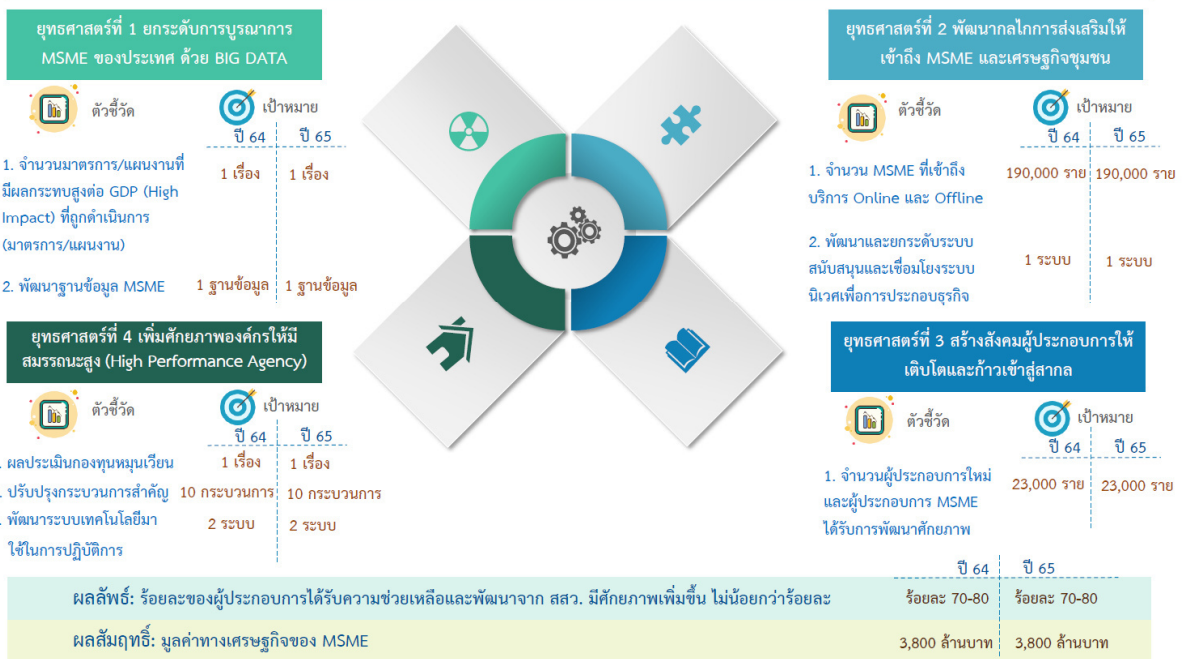 ยุทธศาสตร์ที่ 1 ยกระดับการบูรณาการ
MSME ของประเทศ ด้วย BIG DATA
ตัวชี้วัด
เป้าหมาย
ปี 64 ปี 65
1. จำนวนมาตรการ/แผนงานที่
มีผลกระทบสูงต่อ GDP (High
Impact) ที่ถูกดำเนินการ
(มาตรการ/แผนงาน)
1 เรื่อง 1 เรื่อง
2. พัฒนาฐานข้อมูล MSME
1 ฐานข้อมูล 1 ฐานข้อมูล
ยุทธศาสตร์ที่ 2 พัฒนากลไกการส่งเสริมให้
เข้าถึง MSME และเศรษฐกิจชุมชน
ตัวชี้วัด
เป้าหมาย
ปี 64 ปี 65
1. จำนวน MSME ที่เข้าถึง
บริการ Online และ Offline
190,000 ราย 190,000 ราย
2. พัฒนาและยกระดับระบบ
สนับสนุนและเชื่อมโยงระบบ
นิเวศเพื่อการประกอบธุรกิจ
1 ระบบ 1 ระบบ
ยุทธศาสตร์ที่ 4 เพิ่มศักยภาพองค์กรให้มี
สมรรถนะสูง (High Performance Agency)
ตัวชี้วัด
เป้าหมาย
ปี 64 ปี 65
. ผลประเมินกองทุนหมุนเวียน 1 เรื่อง 1 เรื่อง
. ปรับปรุงกระบวนการสำคัญ 10 กระบวนการ 10 กระบวนการ
. พัฒนาระบบเทคโนโลยีมา 2 ระบบ 2 ระบบ
ใช้ในการปฏิบัติการ
ยุทธศาสตร์ที่ 3 สร้างสังคมผู้ประกอบการให้
เติบโตและก้าวเข้าสู่สากล
ตัวชี้วัด
เป้าหมาย
ปี 64 ปี 65
1. จำนวนผู้ประกอบการใหม่
และผู้ประกอบการ MSME
ได้รับการพัฒนาศักยภาพ
23,000 ราย 23,000 ราย
ปี 64 ปี 65
ผลลัพธ์: ร้อยละของผู้ประกอบการได้รับความช่วยเหลือและพัฒนาจาก สสว. มีศักยภาพเพิ่มขึ้น ไม่น้อยกว่าร้อยละ ร้อยละ 70-80 ร้อยละ 70-80
ผลสัมฤทธิ์: มูลค่าทางเศรษฐกิจของ MSME 3,800 ล้านบาท 3,800 ล้านบาท